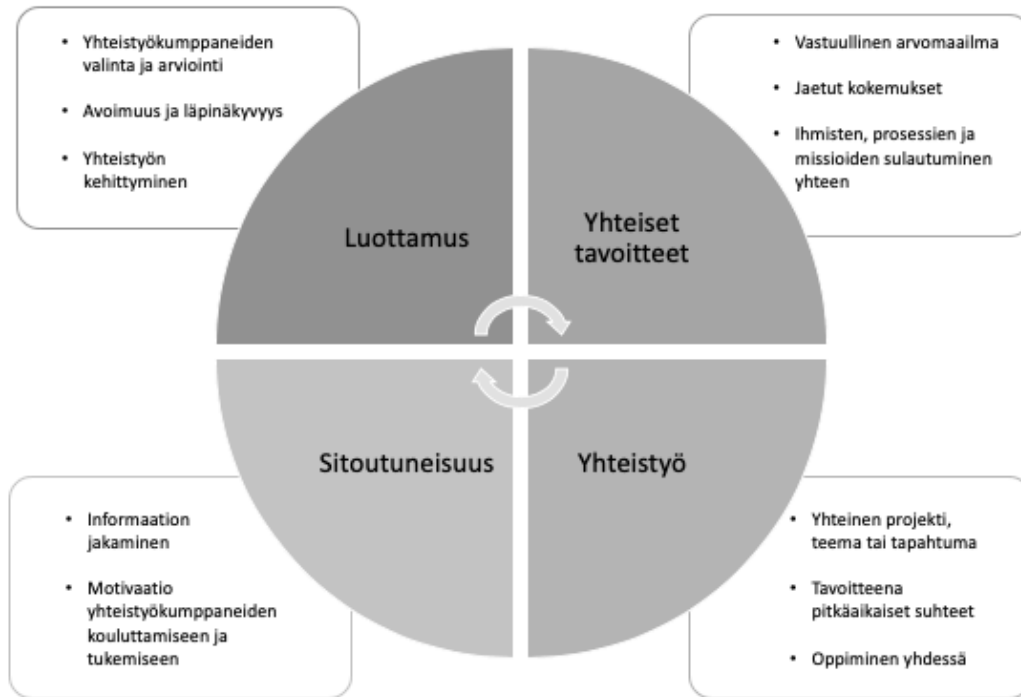 • Yhteistyökumppaneiden
valinta ja arviointi
• Avoimuus ja läpinäkyvyys
• Yhteistyön
kehittyminen
• Vastuullinen arvomaailma
• Jaetut kokemukset
• Ihmisten, prosessien ja
missioiden sulautuminen
yhteen
Luottamus
Yhteiset
tavoitteet
Sitoutuneisuus
Yhteistyö
• Informaation
jakaminen
• Motivaatio
yhteistyökumppaneiden
kouluttamiseen ja
tukemiseen
• Yhteinen projekti,
teema tai tapahtuma
• Tavoitteena
pitkäaikaiset suhteet
• Oppiminen yhdessä